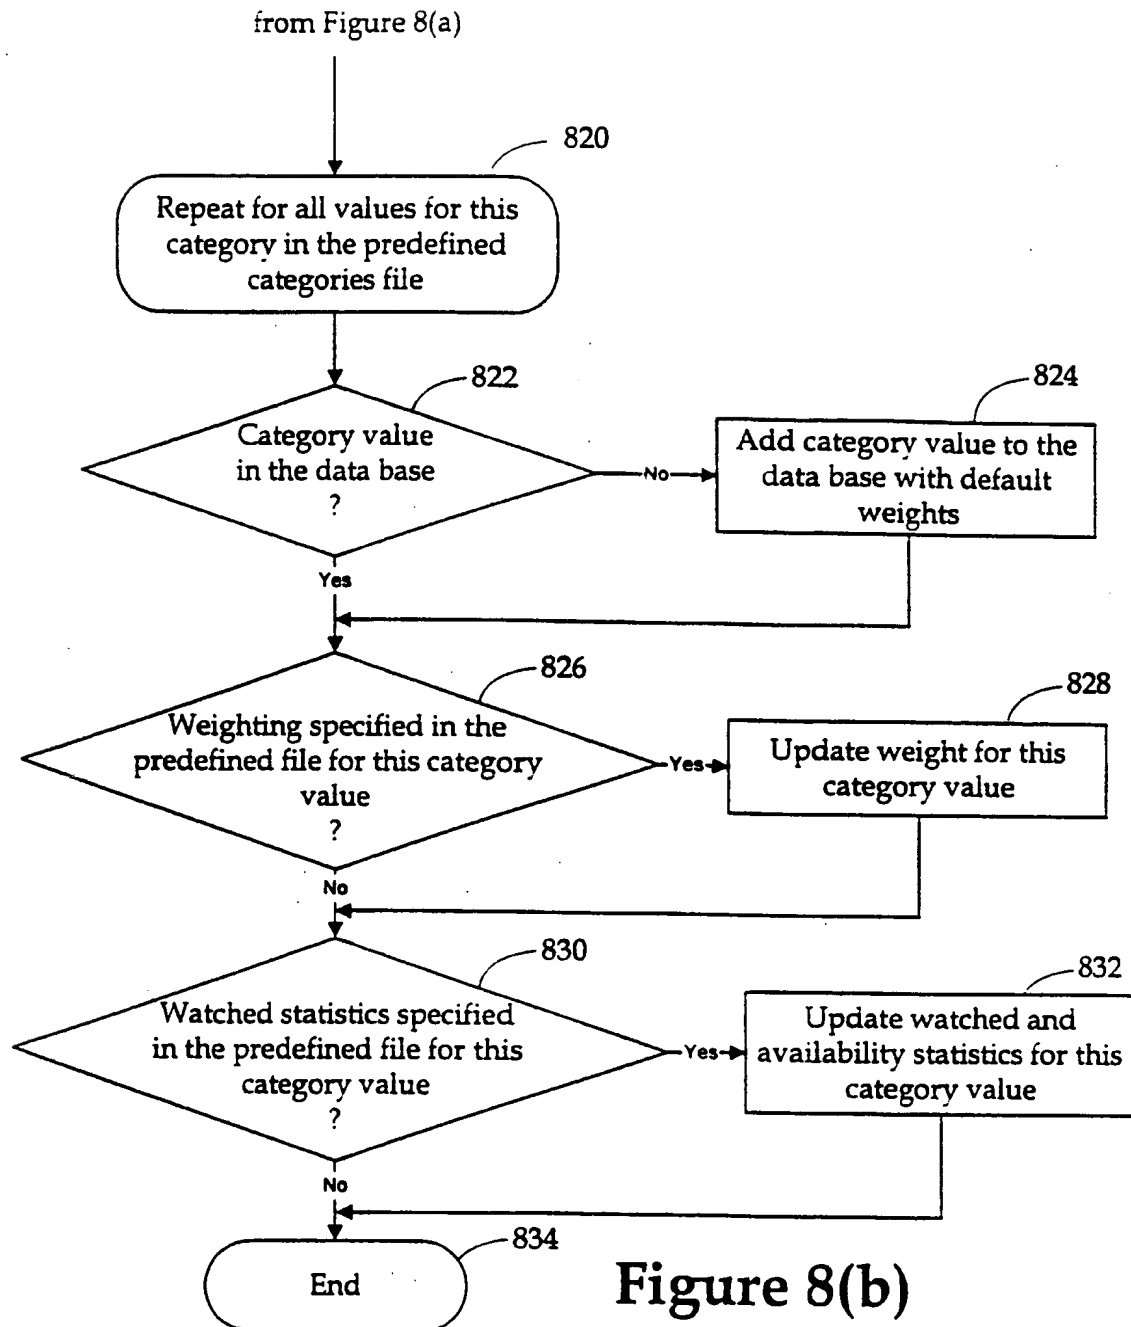 from Figure 8(a)
820
Repeat for all values for this
category in the predefined
categories file
822
Category value
in the data base
?
No
824
Add category value to the
data base with default
weights
Yes
826
Weighting specified in the
predefined file for this category
value
?
Yes
828
Update weight for this
category value
No
830
Watched statistics specified
in the predefined file for this
category value
?
Yes
832
Update watched and
availability statistics for this
category value
No
834
End
Figure 8(b)